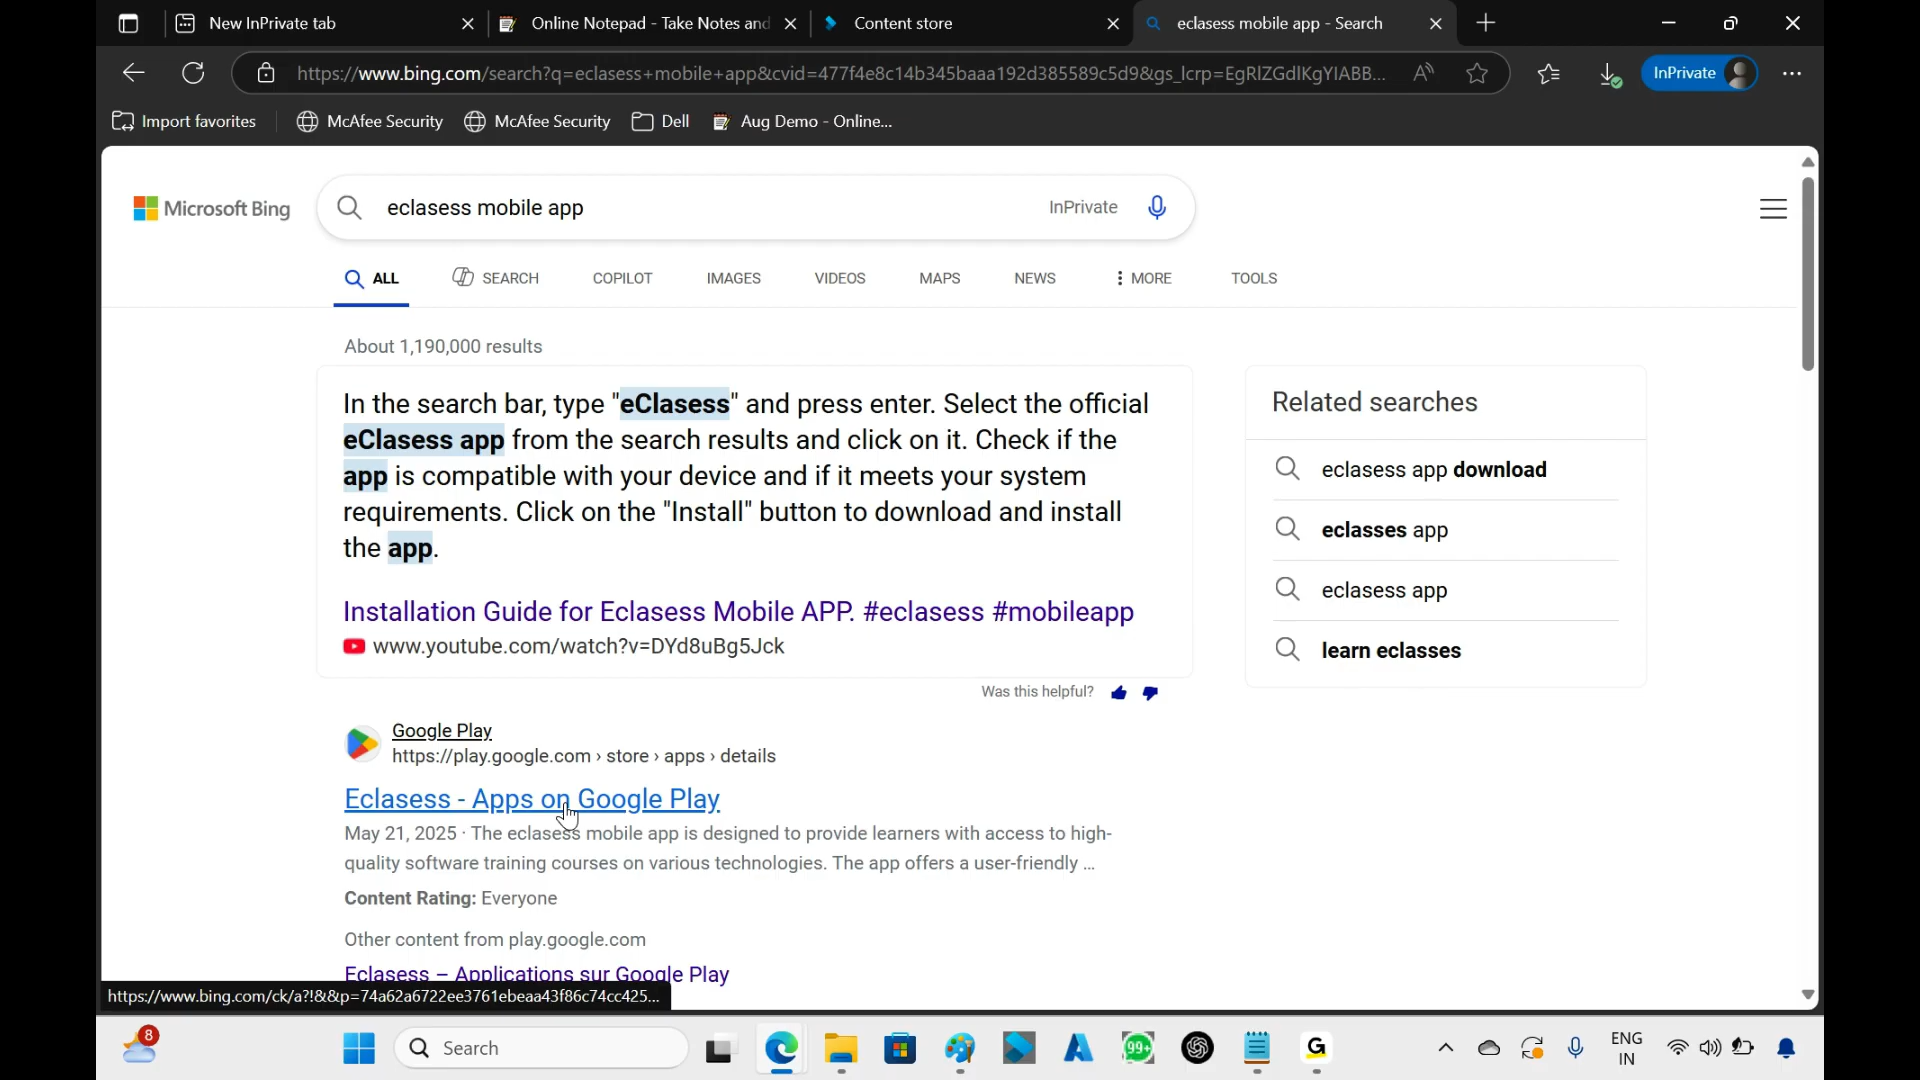 New InPrivate tab
Online Notepad - Take Notes and
Content store
eclasess mobile app - Search
https://www.bing.com/search?q=eclasess+mobile+app&cvid=477f4e8c14b345baaa192d385589c5d9&gs_lcrp=EgRlZGdlKgYIABB...
InPrivate
Import favorites
McAfee Security
McAfee Security
Dell
Aug Demo - Online...
Microsoft Bing
eclasess mobile app
InPrivate
ALL
SEARCH
COPILOT
IMAGES
VIDEOS
MAPS
NEWS
MORE
TOOLS
About 1,190,000 results
In the search bar, type "eClasess" and press enter. Select the official
eClasess app from the search results and click on it. Check if the
app is compatible with your device and if it meets your system
requirements. Click on the "Install" button to download and install
the app.
Installation Guide for Eclasess Mobile APP. #eclasess #mobileapp
www.youtube.com/watch?v=DYd8uBg5Jck
Was this helpful?
Related searches
eclasess app download
eclasses app
eclasess app
learn eclasses
Google Play
https://play.google.com › store › apps › details
Eclasess - Apps on Google Play
May 21, 2025 · The eclasess mobile app is designed to provide learners with access to high-
quality software training courses on various technologies. The app offers a user-friendly ...
Content Rating: Everyone
Other content from play.google.com
Eclasess – Applications sur Google Play
https://www.bing.com/ck/a?!&&p=74a62a6722ee3761ebeaa43f86c74cc425...
8
Search
99+
G
ENG
IN